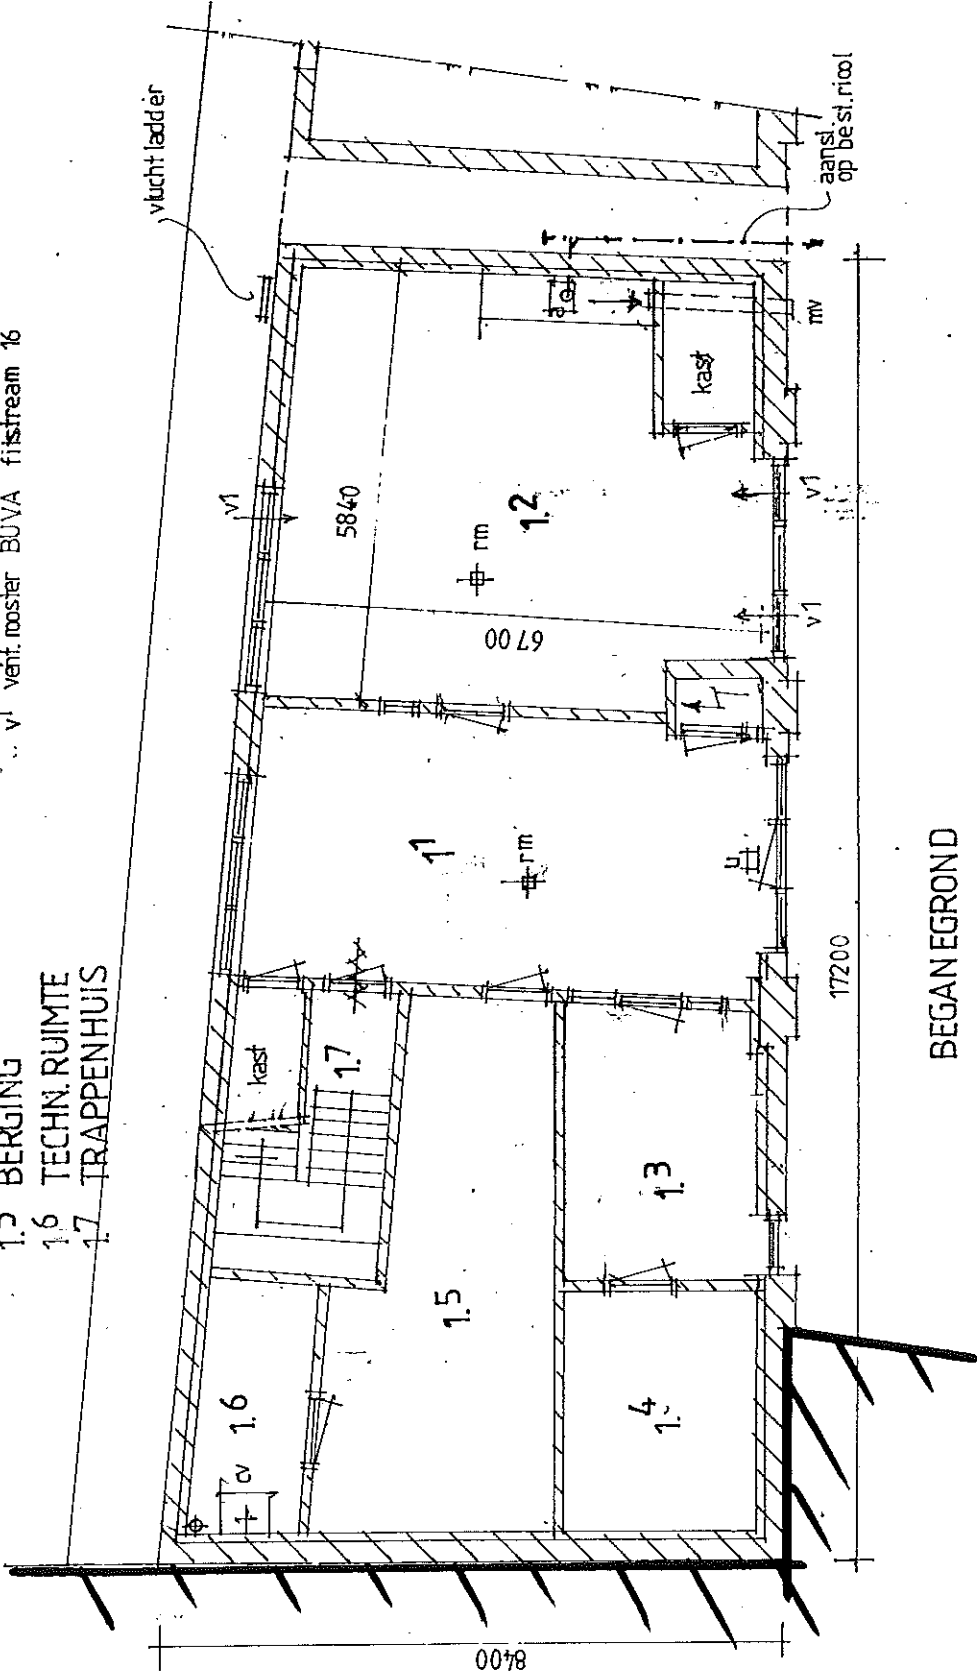 v1 vent.rooster BUVA fitstream 16
1.5 BERGING
1.6 TECHN.RUIMTE
1.7 TRAPPENHUIS
vluchtladder
v1
5840
rm
1.2
6700
kast
mv
v1
v1
aansl.
op best.riool
1.1
rm
kast
1.7
1.3
1.5
1.6
cv
1.4
17200
8400
BEGANEGROND